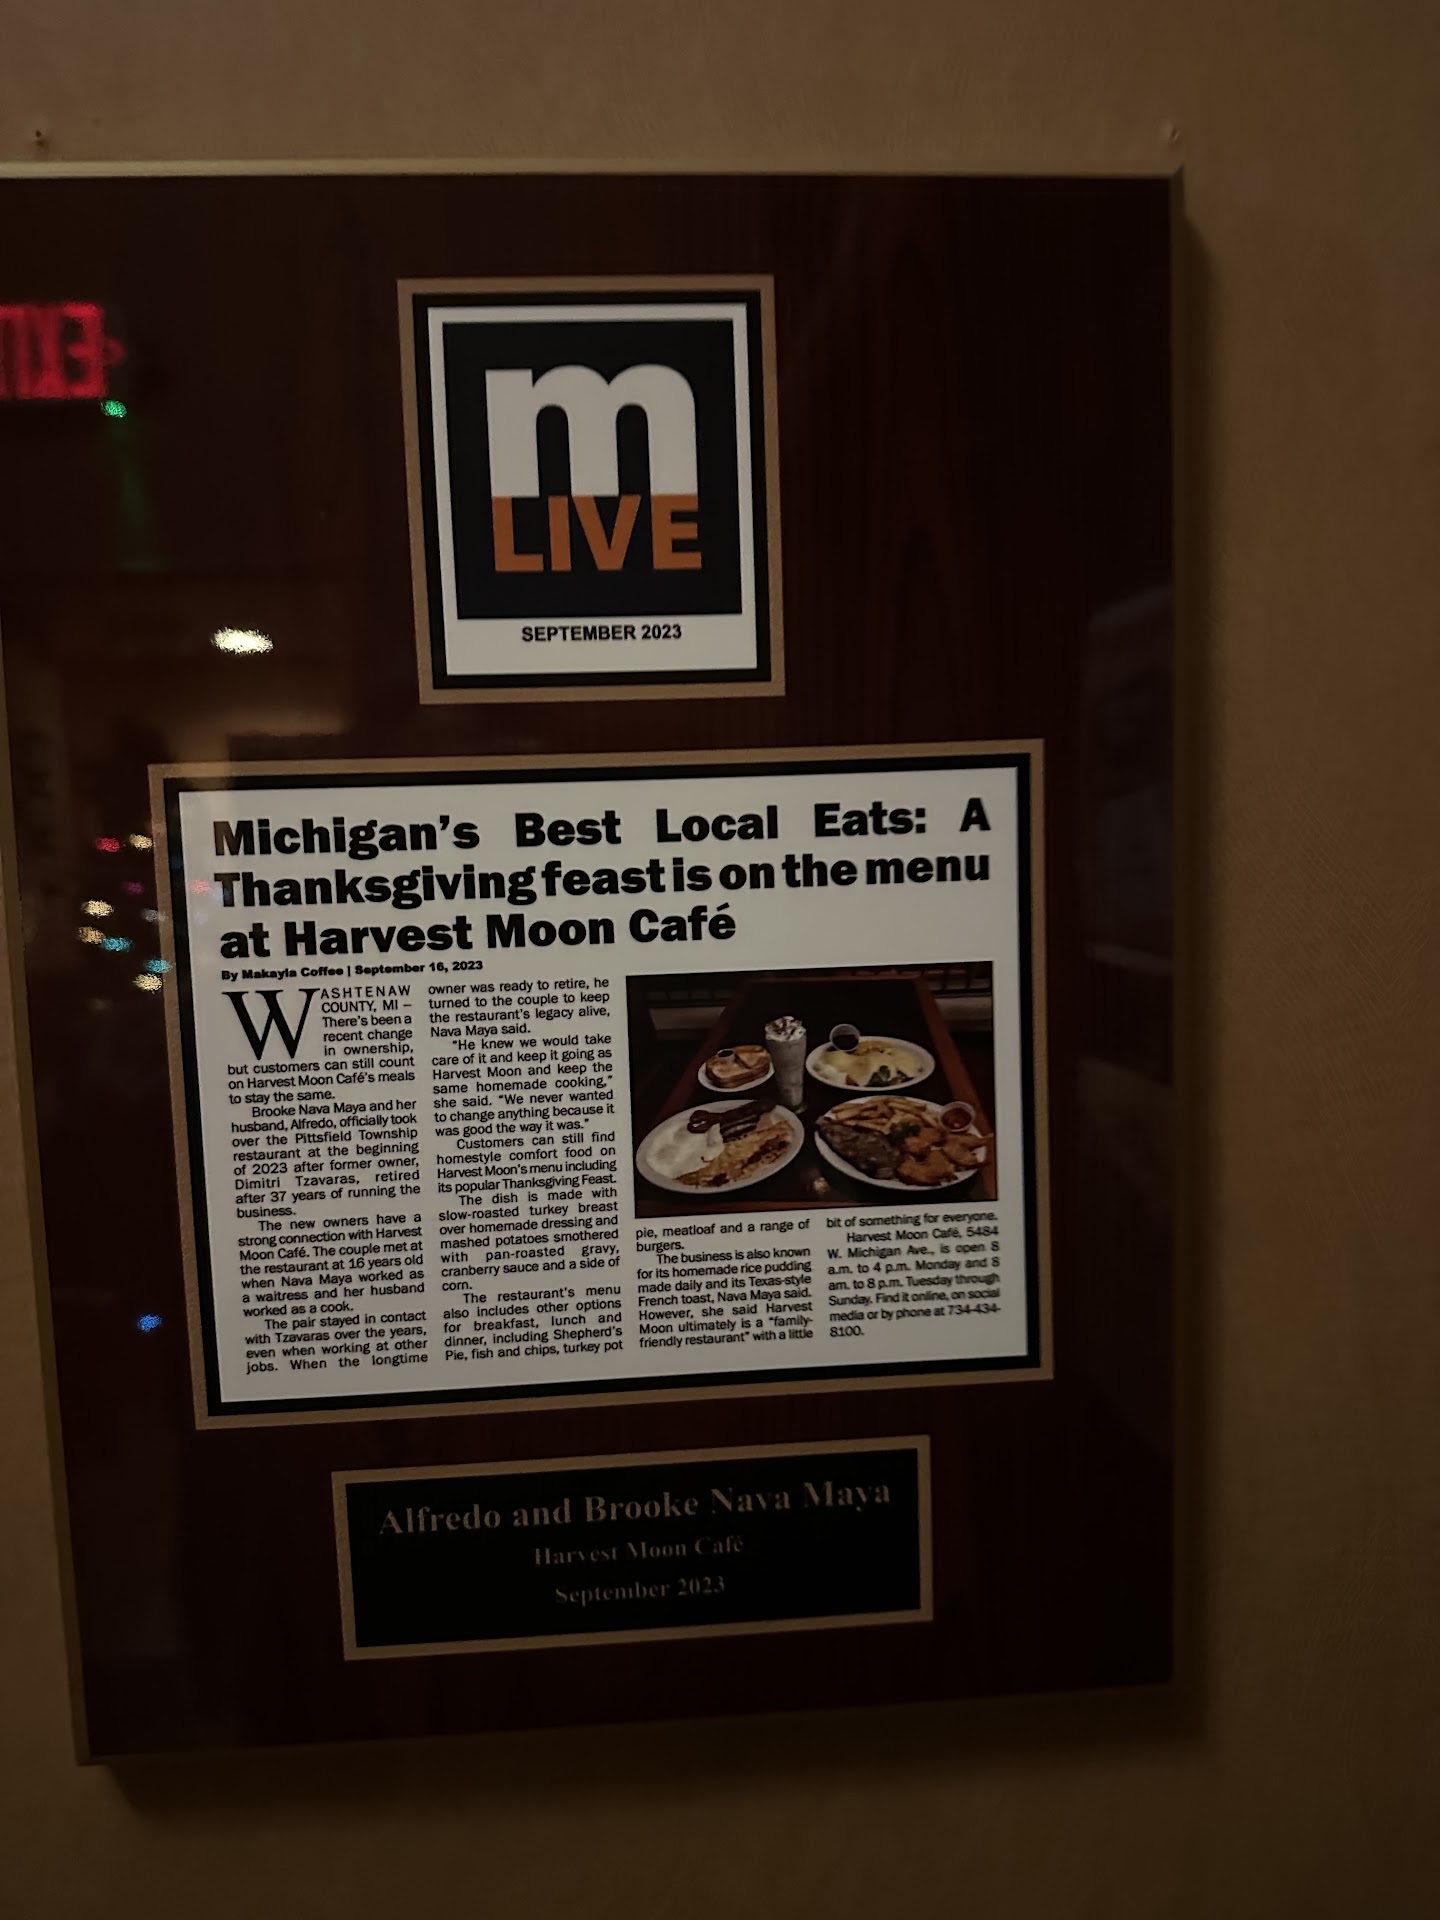 EXIT
m
LIVE
SEPTEMBER 2023
Michigan's Best Local Eats: A
Thanksgiving feast is on the menu
at Harvest Moon Café
By Makayla Coffee | September 16, 2023
WASHTENAW
COUNTY, MI –
There's been a
recent change
in ownership,
but customers can still count
on Harvest Moon Café's meals
to stay the same.
Brooke Nava Maya and her
husband, Alfredo, officially took
over the Pittsfield Township
restaurant at the beginning
of 2023 after former owner,
Dimitri Tzavaras, retired
after 37 years of running the
business.
The new owners have a
strong connection with Harvest
Moon Café. The couple met at
the restaurant at 16 years old
when Nava Maya worked as
a waitress and her husband
worked as a cook.
The pair stayed in contact
with Tzavaras over the years,
even when working at other
jobs. When the longtime
owner was ready to retire, he
turned to the couple to keep
the restaurant's legacy alive,
Nava Maya said.
"He knew we would take
care of it and keep it going as
Harvest Moon and keep the
same homemade cooking,"
she said. "We never wanted
to change anything because it
was good the way it was."
Customers can still find
homestyle comfort food on
Harvest Moon's menu including
its popular Thanksgiving Feast.
The dish is made with
slow-roasted turkey breast
over homemade dressing and
mashed potatoes smothered
with pan-roasted gravy,
cranberry sauce and a side of
corn.
The restaurant's menu
also includes other options
for breakfast, lunch and
dinner, including Shepherd's
Pie, fish and chips, turkey pot
pie, meatloaf and a range of
burgers.
The business is also known
for its homemade rice pudding
made daily and its Texas-style
French toast, Nava Maya said.
However, she said Harvest
Moon ultimately is a "family-
friendly restaurant" with a little
bit of something for everyone.
Harvest Moon Café, 5484
W. Michigan Ave., is open 8
a.m. to 4 p.m. Monday and 8
am. to 8 p.m. Tuesday through
Sunday. Find it online, on social
media or by phone at 734-434-
8100.
Alfredo and Brooke Nava Maya
Harvest Moon Café
September 2023